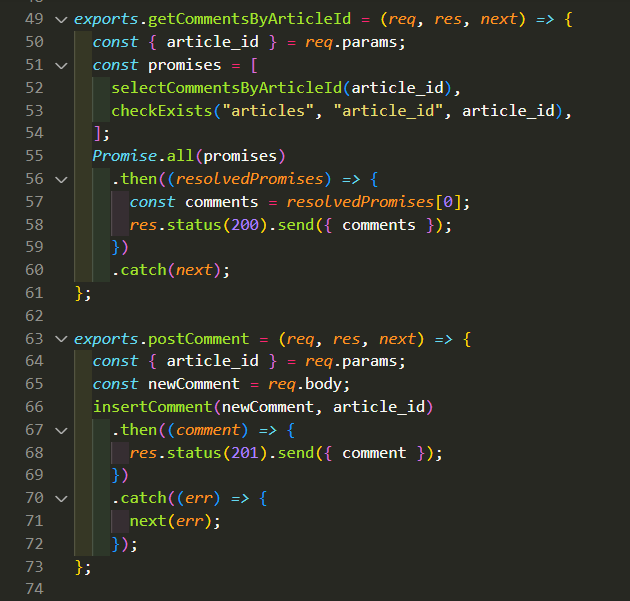 49 exports.getCommentsByArticleId = (req, res, next) => {
50   const { article_id } = req.params;
51   const promises = [
52     selectCommentsByArticleId(article_id),
53     checkExists("articles", "article_id", article_id),
54   ];
55   Promise.all(promises)
56     .then((resolvedPromises) => {
57       const comments = resolvedPromises[0];
58       res.status(200).send({ comments });
59     })
60     .catch(next);
61 };
62
63 exports.postComment = (req, res, next) => {
64   const { article_id } = req.params;
65   const newComment = req.body;
66   insertComment(newComment, article_id)
67     .then((comment) => {
68       res.status(201).send({ comment });
69     })
70     .catch((err) => {
71       next(err);
72     });
73 };
74